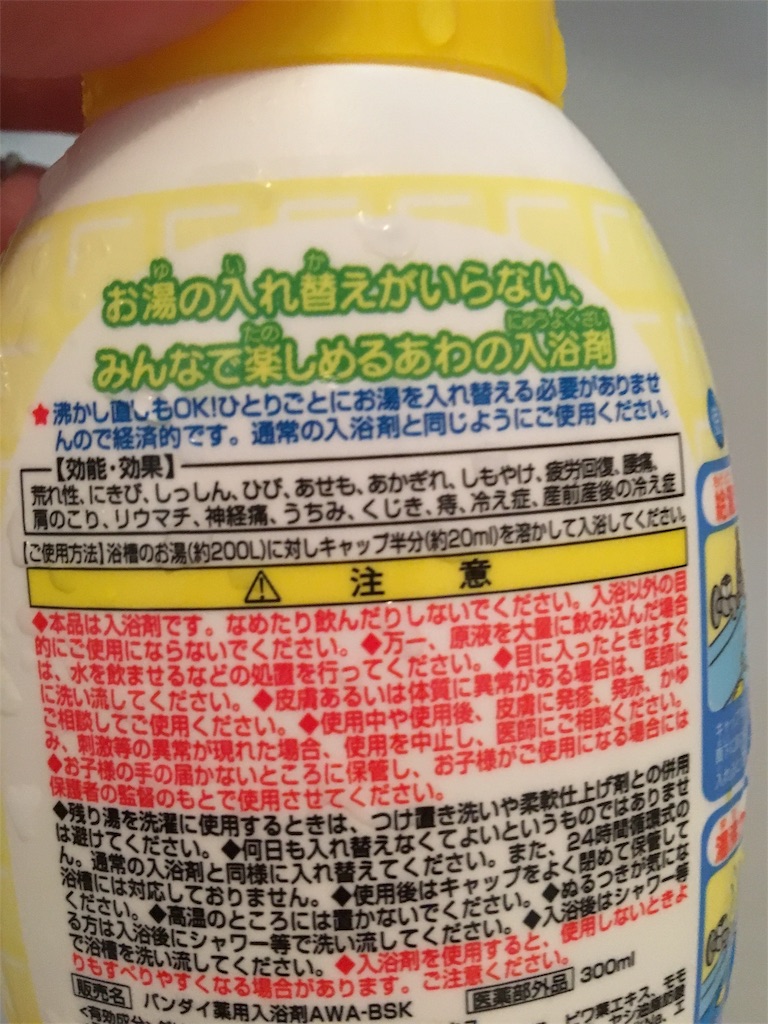 お湯の入れ替えがいらない、
みんなで楽しめるあわの入浴剤
★沸かし直しもOK!ひとりごとにお湯を入れ替える必要がありませ
んので経済的です。通常の入浴剤と同じようにご使用ください。
【効能・効果】
荒れ性、にきび、しっしん、ひび、あせも、あかぎれ、しもやけ、疲労回復、腰痛、
肩のこり、リウマチ、神経痛、うちみ、くじき、痔、冷え症、産前産後の冷え症
【ご使用方法】浴槽のお湯(約200L)に対しキャップ半分(約20ml)を溶かして入浴してください。
⚠ 注意
◆本品は入浴剤です。なめたり飲んだりしないでください。入浴以外の目
的にご使用にならないでください。◆万一、原液を大量に飲み込んだ場合
は、水を飲ませるなどの処置を行ってください。◆目に入ったときはすぐ
に洗い流してください。◆皮膚あるいは体質に異常がある場合は、医師に
ご相談してご使用ください。◆使用中や使用後、皮膚に発疹、発赤、かゆ
み、刺激等の異常が現れた場合、使用を中止し、医師にご相談ください。
◆お子様の手の届かないところに保管し、お子様がご使用になる場合には
保護者の監督のもとで使用させてください。
◆残り湯を洗濯に使用するときは、つけ置き洗いや柔軟仕上げ剤との併用
は避けてください。◆何日も入れ替えなくてよいというものではありませ
ん。通常の入浴剤と同様に入れ替えてください。また、24時間循環式の
浴槽には対応しておりません。◆使用後はキャップをよく閉めて保管して
ください。◆高温のところには置かないでください。◆ぬるつきが気にな
る方は入浴後にシャワー等で洗い流してください。◆入浴後はシャワー等
で浴槽を洗い流してください。◆入浴剤を使用すると、使用しないときよ
りもすべりやすくなる場合があります。ご注意ください。
販売名 バンダイ薬用入浴剤AWA-BSK 医薬部外品 300ml
<有効成分>
ビワ葉エキス、モモ